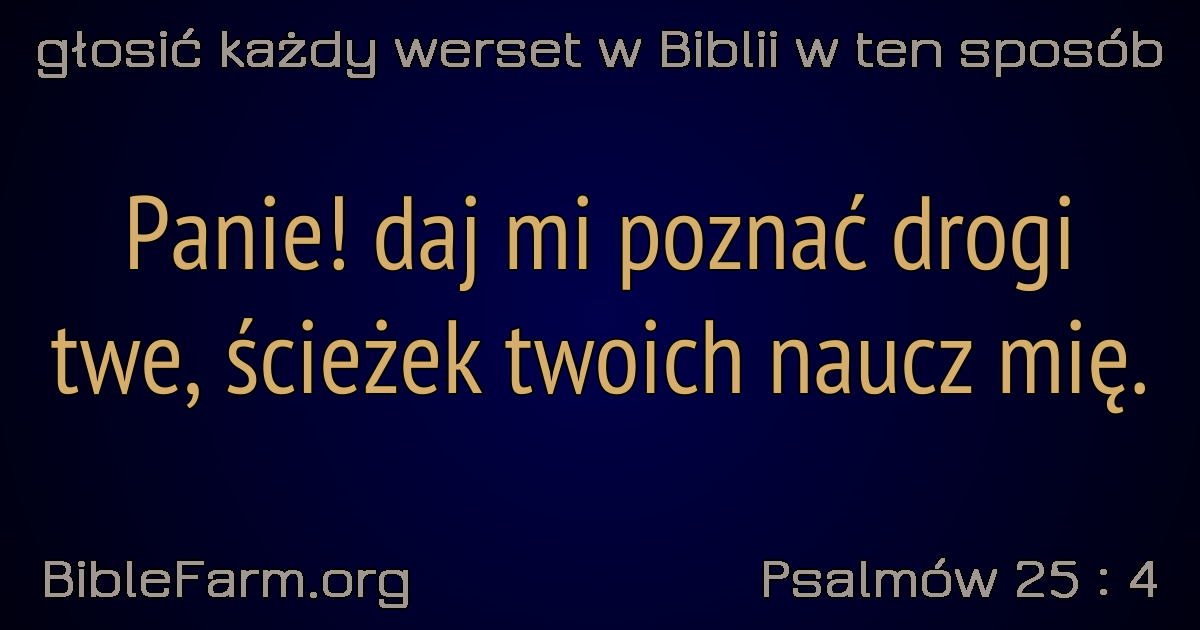 głosić każdy werset w Biblii w ten sposób
Panie! daj mi poznać drogi
twe, ścieżek twoich naucz mię.
BibleFarm.org
Psalmów 25 : 4